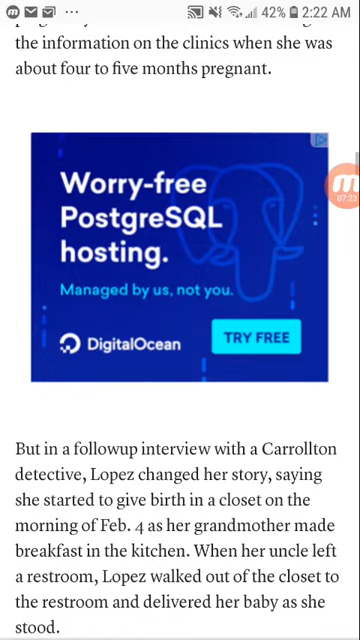 42% 2:22 AM
the information on the clinics when she was
about four to five months pregnant.
Worry-free
PostgreSQL
hosting.
Managed by us, not you.
DigitalOcean
TRY FREE
07:23
But in a followup interview with a Carrollton
detective, Lopez changed her story, saying
she started to give birth in a closet on the
morning of Feb. 4 as her grandmother made
breakfast in the kitchen. When her uncle left
a restroom, Lopez walked out of the closet to
the restroom and delivered her baby as she
stood.